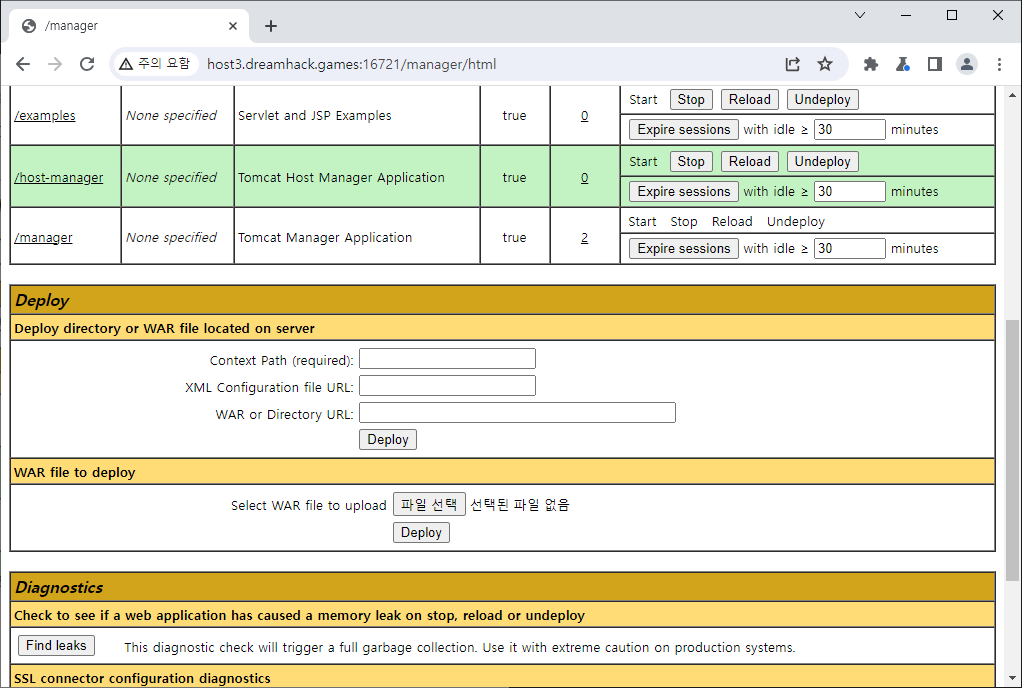 /manager
주의 요함 host3.dreamhack.games:16721/manager/html
/examples None specified Servlet and JSP Examples true 0 Start Stop Reload Undeploy
Expire sessions with idle ≥ 30 minutes
/host-manager None specified Tomcat Host Manager Application true 0 Start Stop Reload Undeploy
Expire sessions with idle ≥ 30 minutes
/manager None specified Tomcat Manager Application true 2 Start Stop Reload Undeploy
Expire sessions with idle ≥ 30 minutes
Deploy
Deploy directory or WAR file located on server
Context Path (required):
XML Configuration file URL:
WAR or Directory URL:
Deploy
WAR file to deploy
Select WAR file to upload 파일 선택 선택된 파일 없음
Deploy
Diagnostics
Check to see if a web application has caused a memory leak on stop, reload or undeploy
Find leaks This diagnostic check will trigger a full garbage collection. Use it with extreme caution on production systems.
SSL connector configuration diagnostics